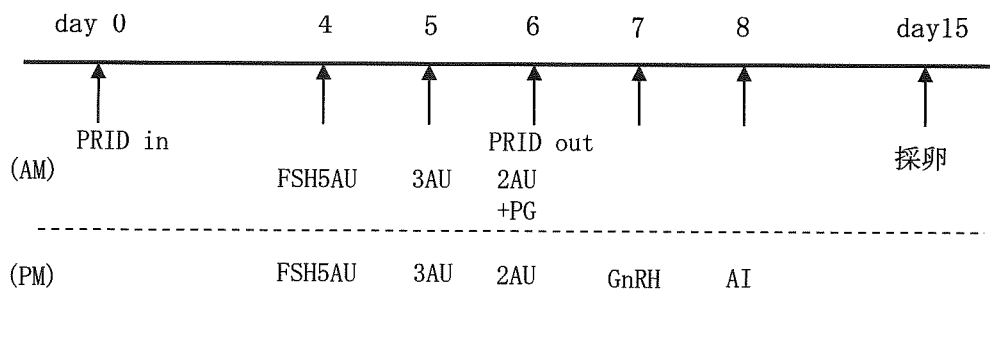 day 0 4 5 6 7 8 day15
PRID in PRID out 採卵
(AM) FSH5AU 3AU 2AU
+PG
(PM) FSH5AU 3AU 2AU GnRH AI